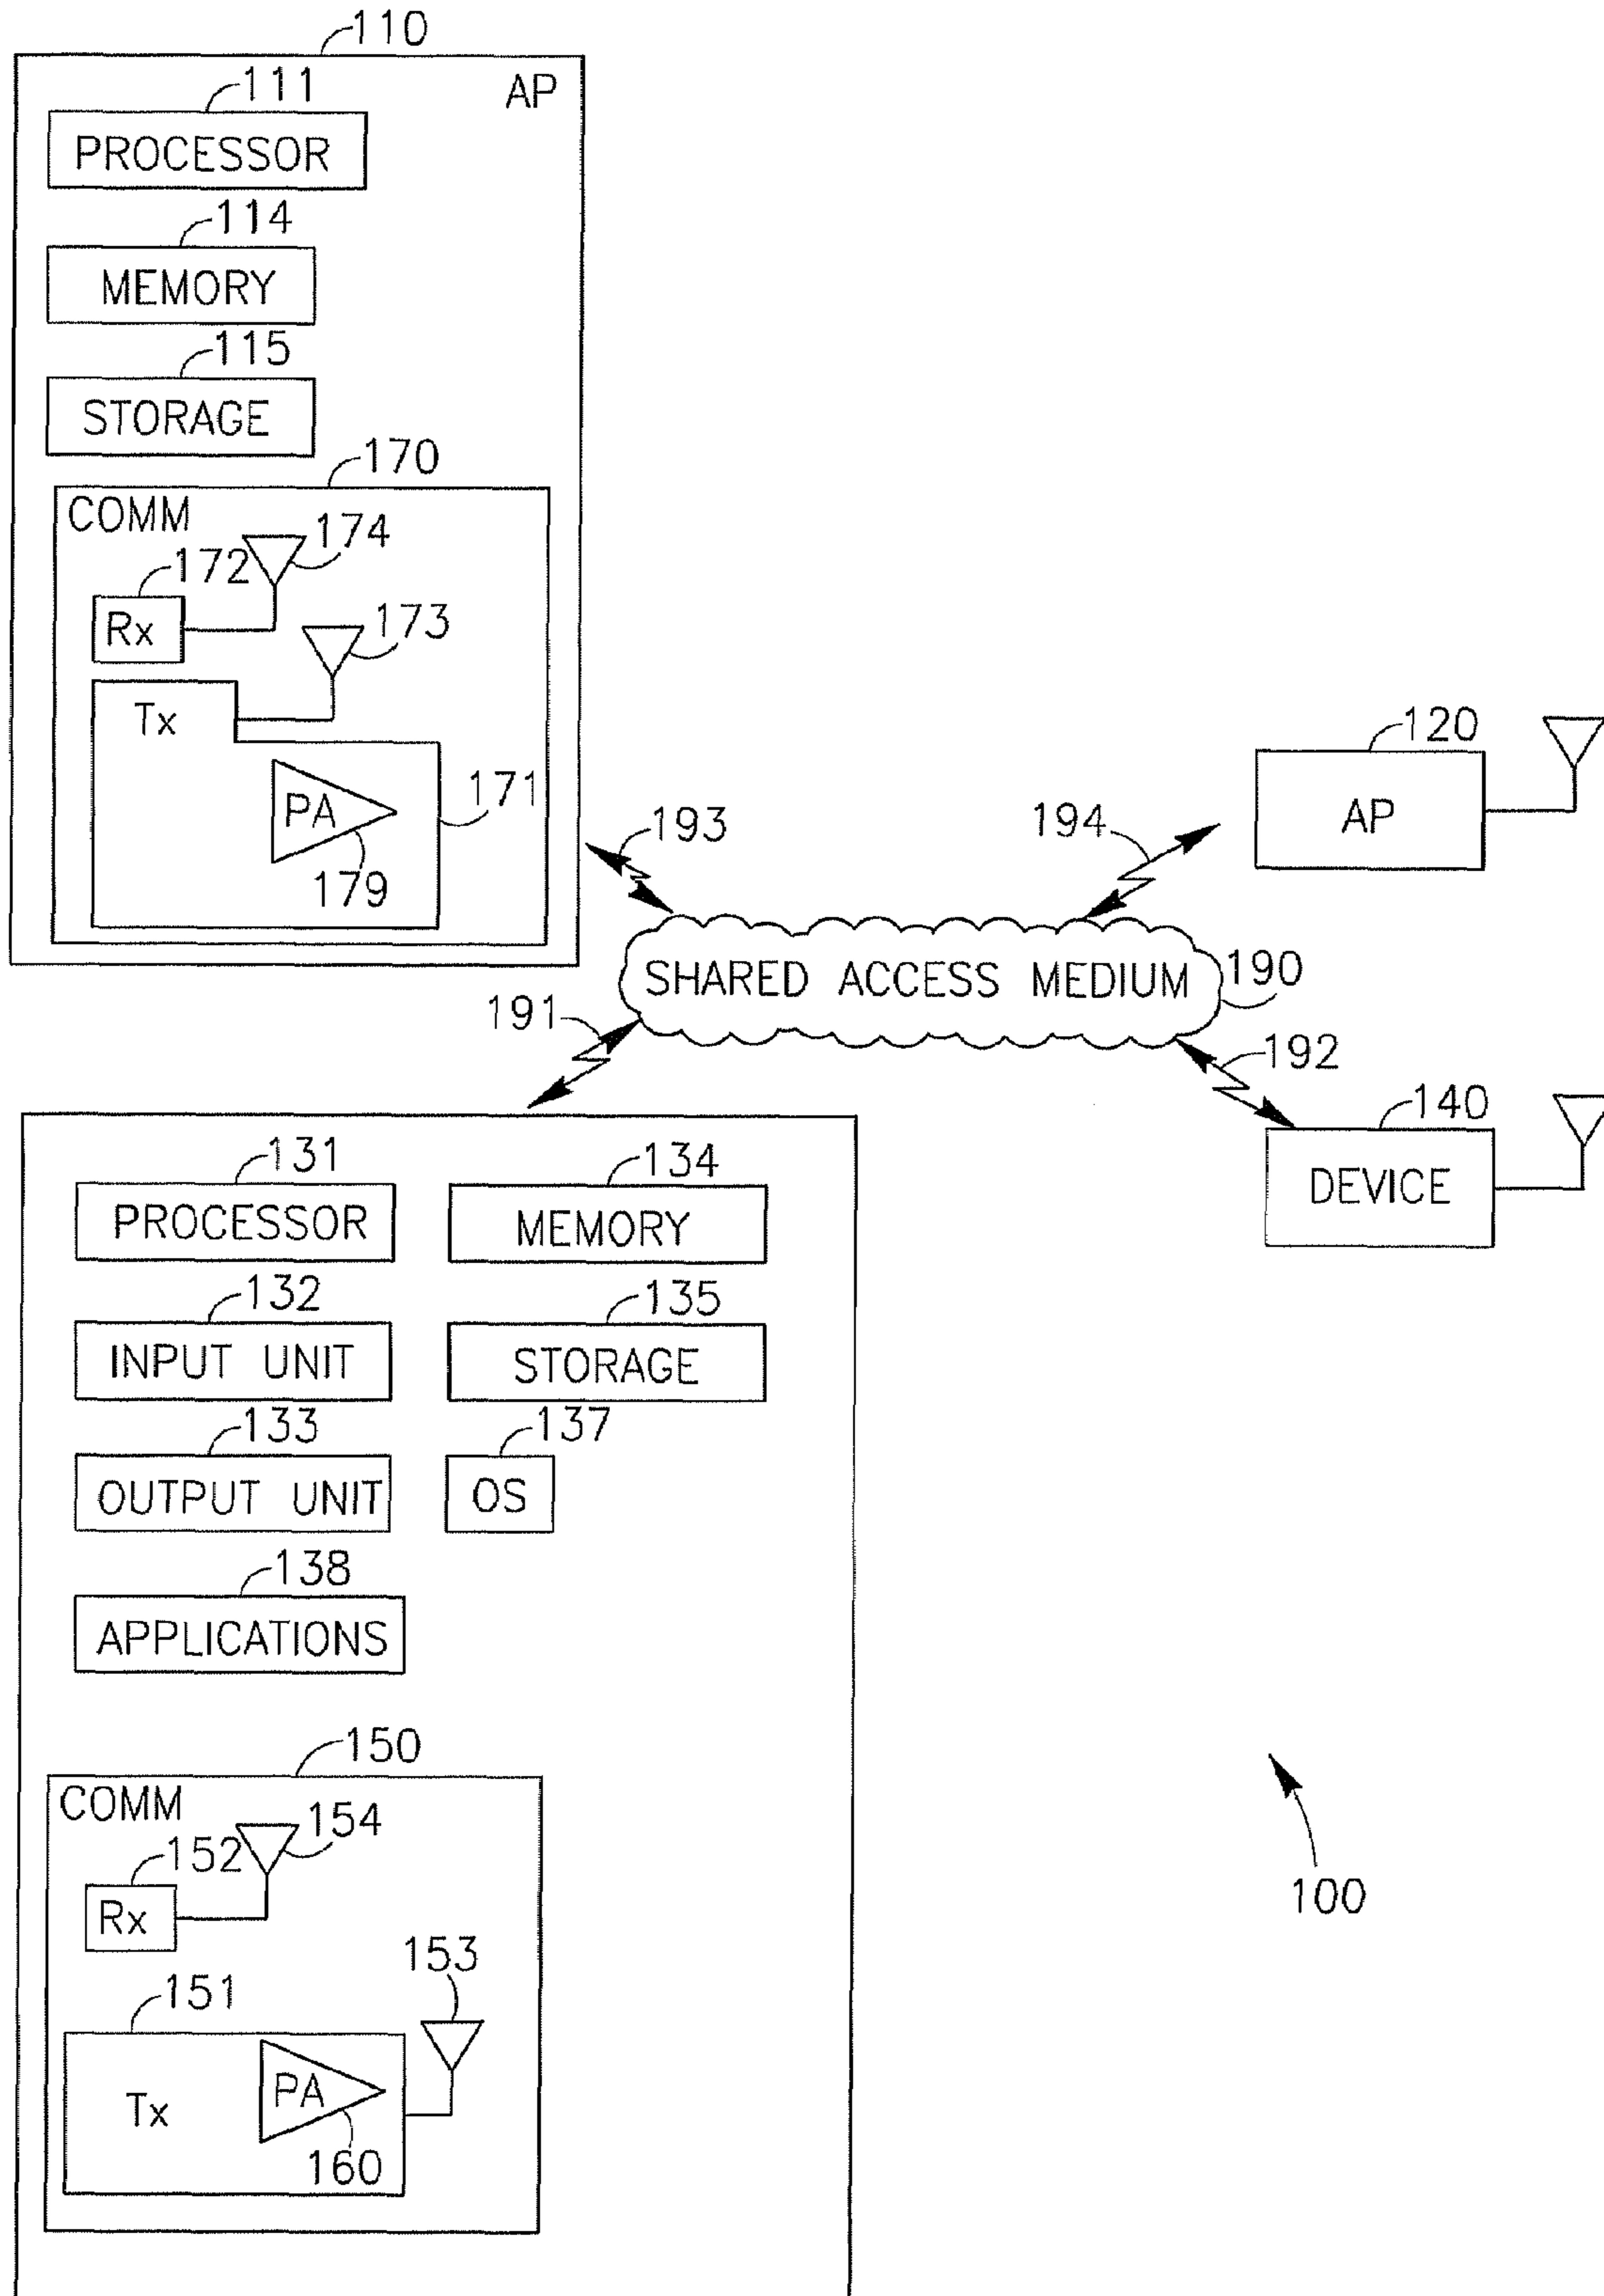 110
AP
111
PROCESSOR
114
MEMORY
115
STORAGE
170
COMM
174
172
Rx
173
Tx
171
PA
179
193
194
120
AP
SHARED ACCESS MEDIUM
190
191
192
140
DEVICE
131
PROCESSOR
134
MEMORY
132
INPUT UNIT
135
STORAGE
133
OUTPUT UNIT
137
OS
138
APPLICATIONS
150
COMM
154
152
Rx
153
151
Tx
PA
160
100